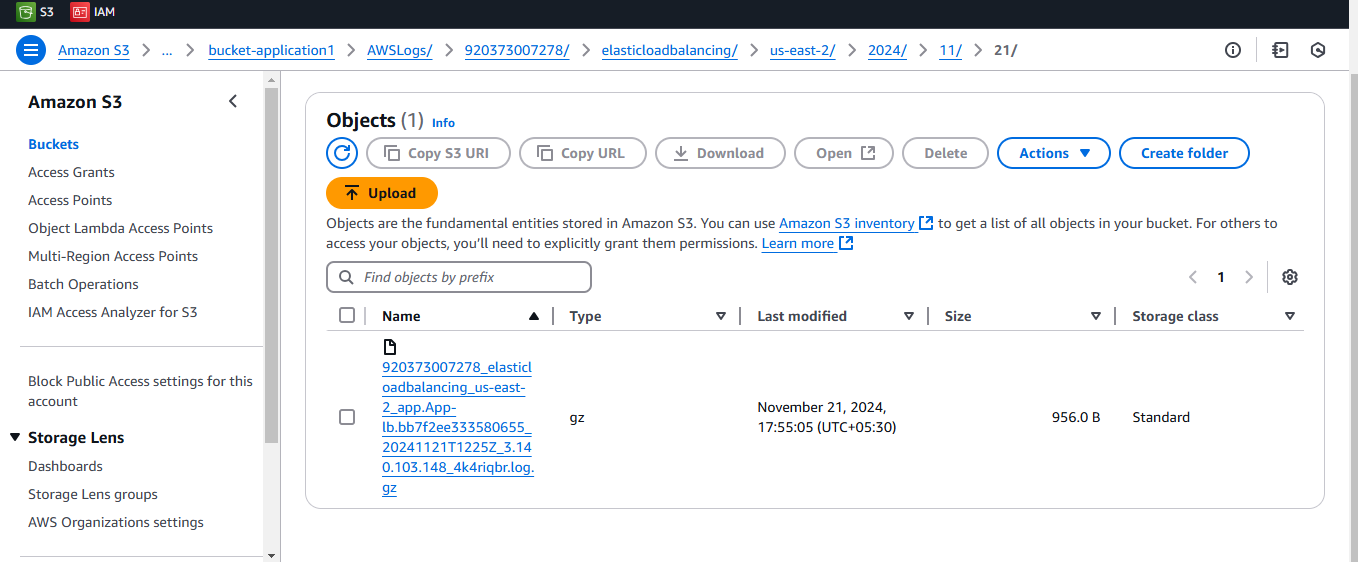 S3 IAM
Amazon S3 ... bucket-application1 AWSLogs/ 920373007278/ elasticloadbalancing/ us-east-2/ 2024/ 11/ 21/
Amazon S3
Buckets
Access Grants
Access Points
Object Lambda Access Points
Multi-Region Access Points
Batch Operations
IAM Access Analyzer for S3
Block Public Access settings for this
account
Storage Lens
Dashboards
Storage Lens groups
AWS Organizations settings
Objects (1) Info
Copy S3 URI Copy URL Download Open Delete Actions Create folder
Upload
Objects are the fundamental entities stored in Amazon S3. You can use Amazon S3 inventory to get a list of all objects in your bucket. For others to
access your objects, you'll need to explicitly grant them permissions. Learn more
Find objects by prefix
1
Name Type Last modified Size Storage class
920373007278_elasticl
oadbalancing_us-east-
2_app.App-
lb.bb7f2ee333580655_
20241121T1225Z_3.14
0.103.148_4k4riqbr.log.
gz
gz
November 21, 2024,
17:55:05 (UTC+05:30)
956.0 B
Standard